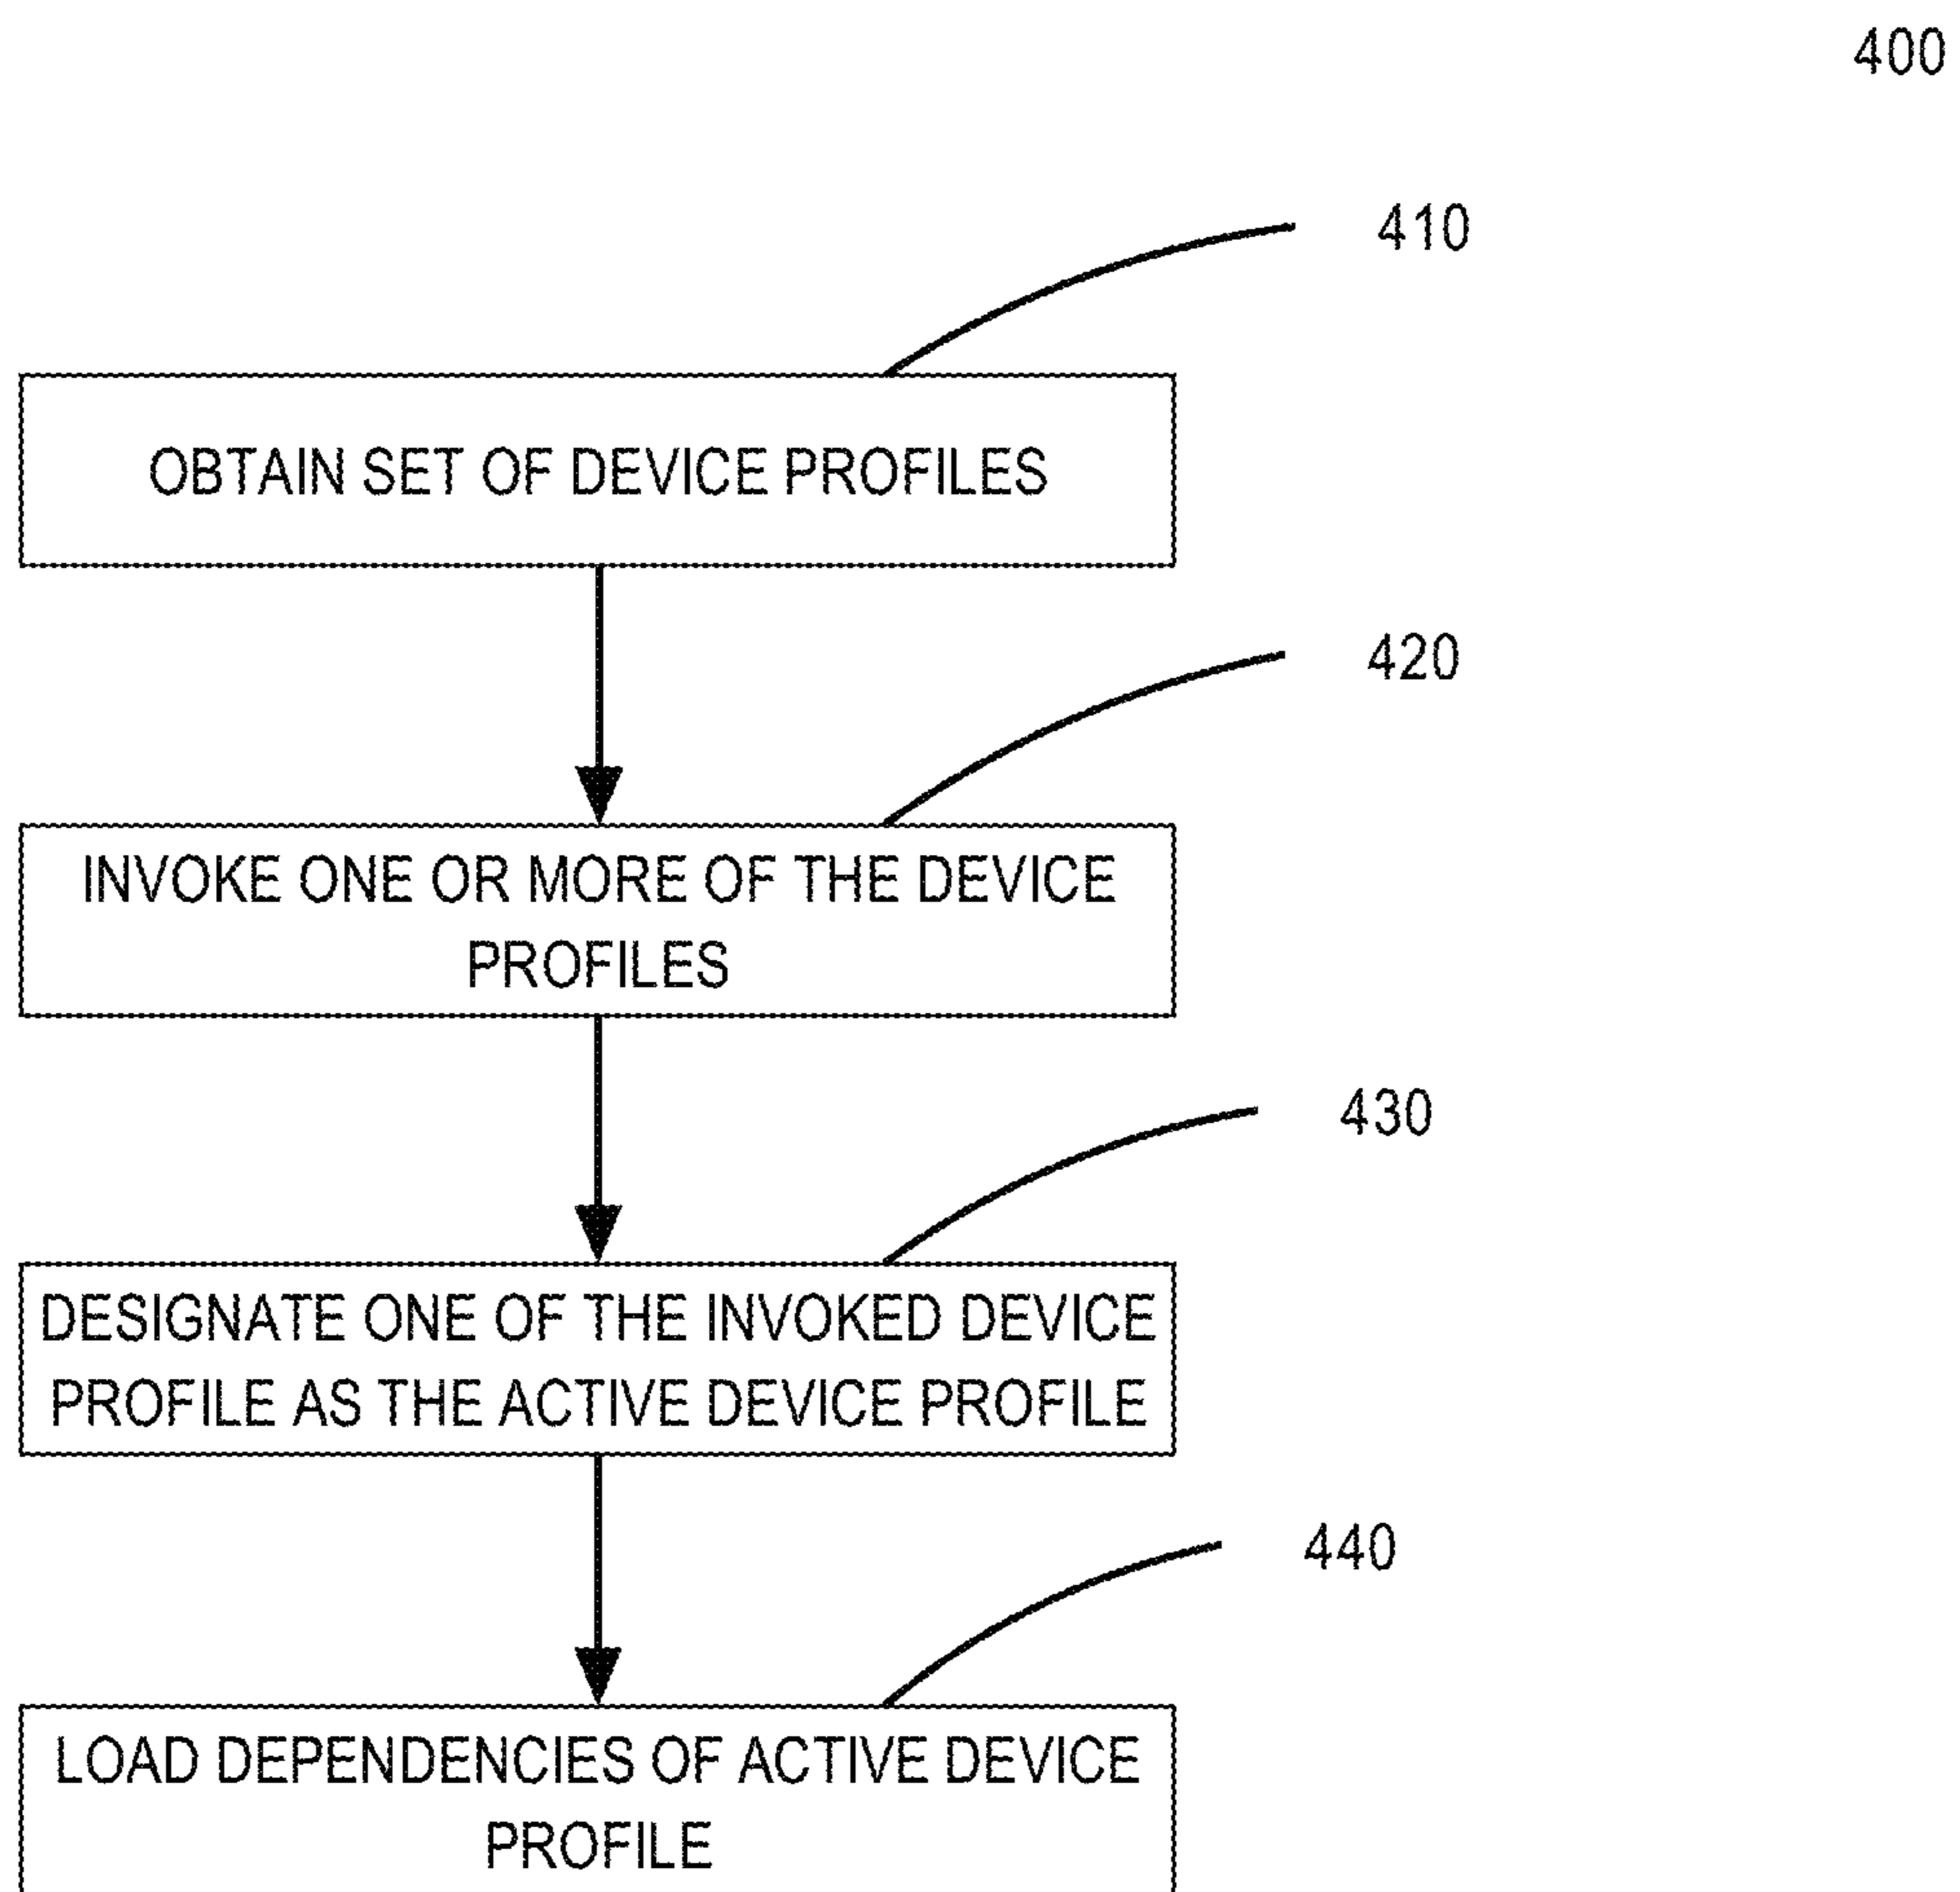 400
410
OBTAIN SET OF DEVICE PROFILES
420
INVOKE ONE OR MORE OF THE DEVICE
PROFILES
430
DESIGNATE ONE OF THE INVOKED DEVICE
PROFILE AS THE ACTIVE DEVICE PROFILE
440
LOAD DEPENDENCIES OF ACTIVE DEVICE
PROFILE